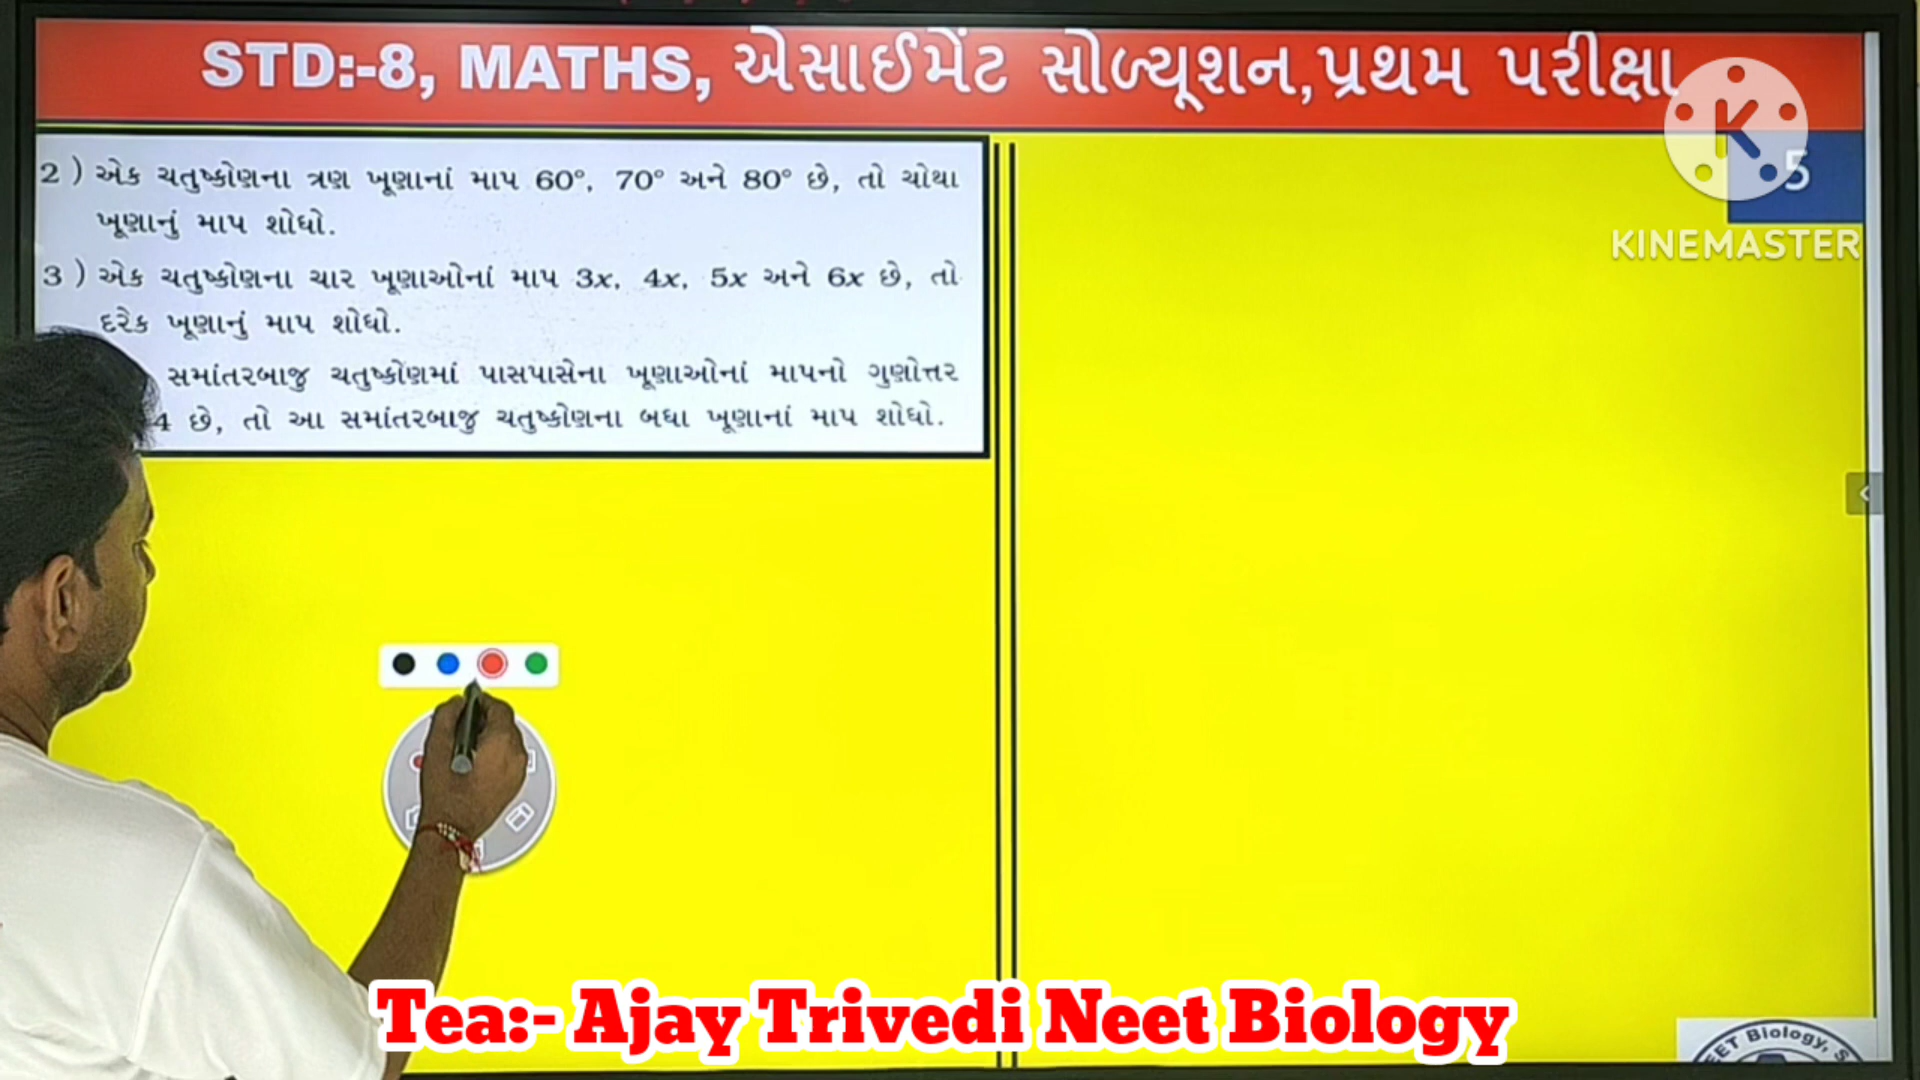 STD:-8, MATHS, એસાઈમેંટ સોલ્યૂશન,પ્રથમ પરીક્ષા
K
5
KINEMASTER
2 ) એક ચતુષ્કોણના ત્રણ ખૂણાનાં માપ 60°, 70° અને 80° છે, તો ચોથા
ખૂણાનું માપ શોધો.
3 ) એક ચતુષ્કોણના ચાર ખૂણાઓનાં માપ 3x, 4x, 5x અને 6x છે, તો
દરેક ખૂણાનું માપ શોધો.
સમાંતરબાજુ ચતુષ્કોણમાં પાસપાસેના ખૂણાઓનાં માપનો ગુણોત્તર
4 છે, તો આ સમાંતરબાજુ ચતુષ્કોણના બધા ખૂણાનાં માપ શોધો.
Tea:- Ajay Trivedi Neet Biology
Biology,